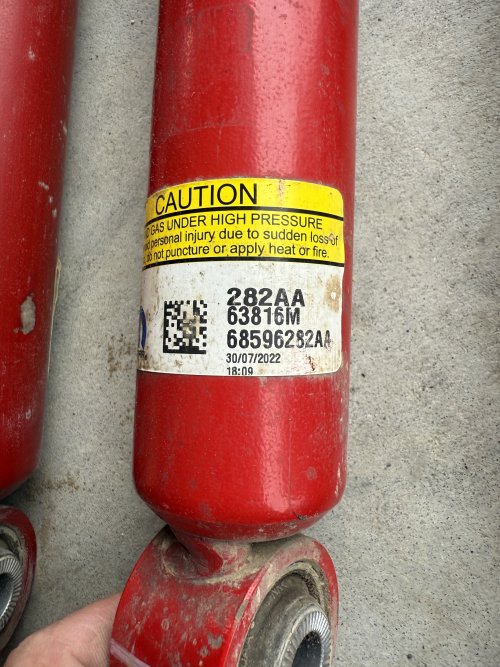 CAUTION
GAS UNDER HIGH PRESSURE
personal injury due to sudden loss of
do not puncture or apply heat or fire.
282AA
63816M
68596282AA
30/07/2022
18:09